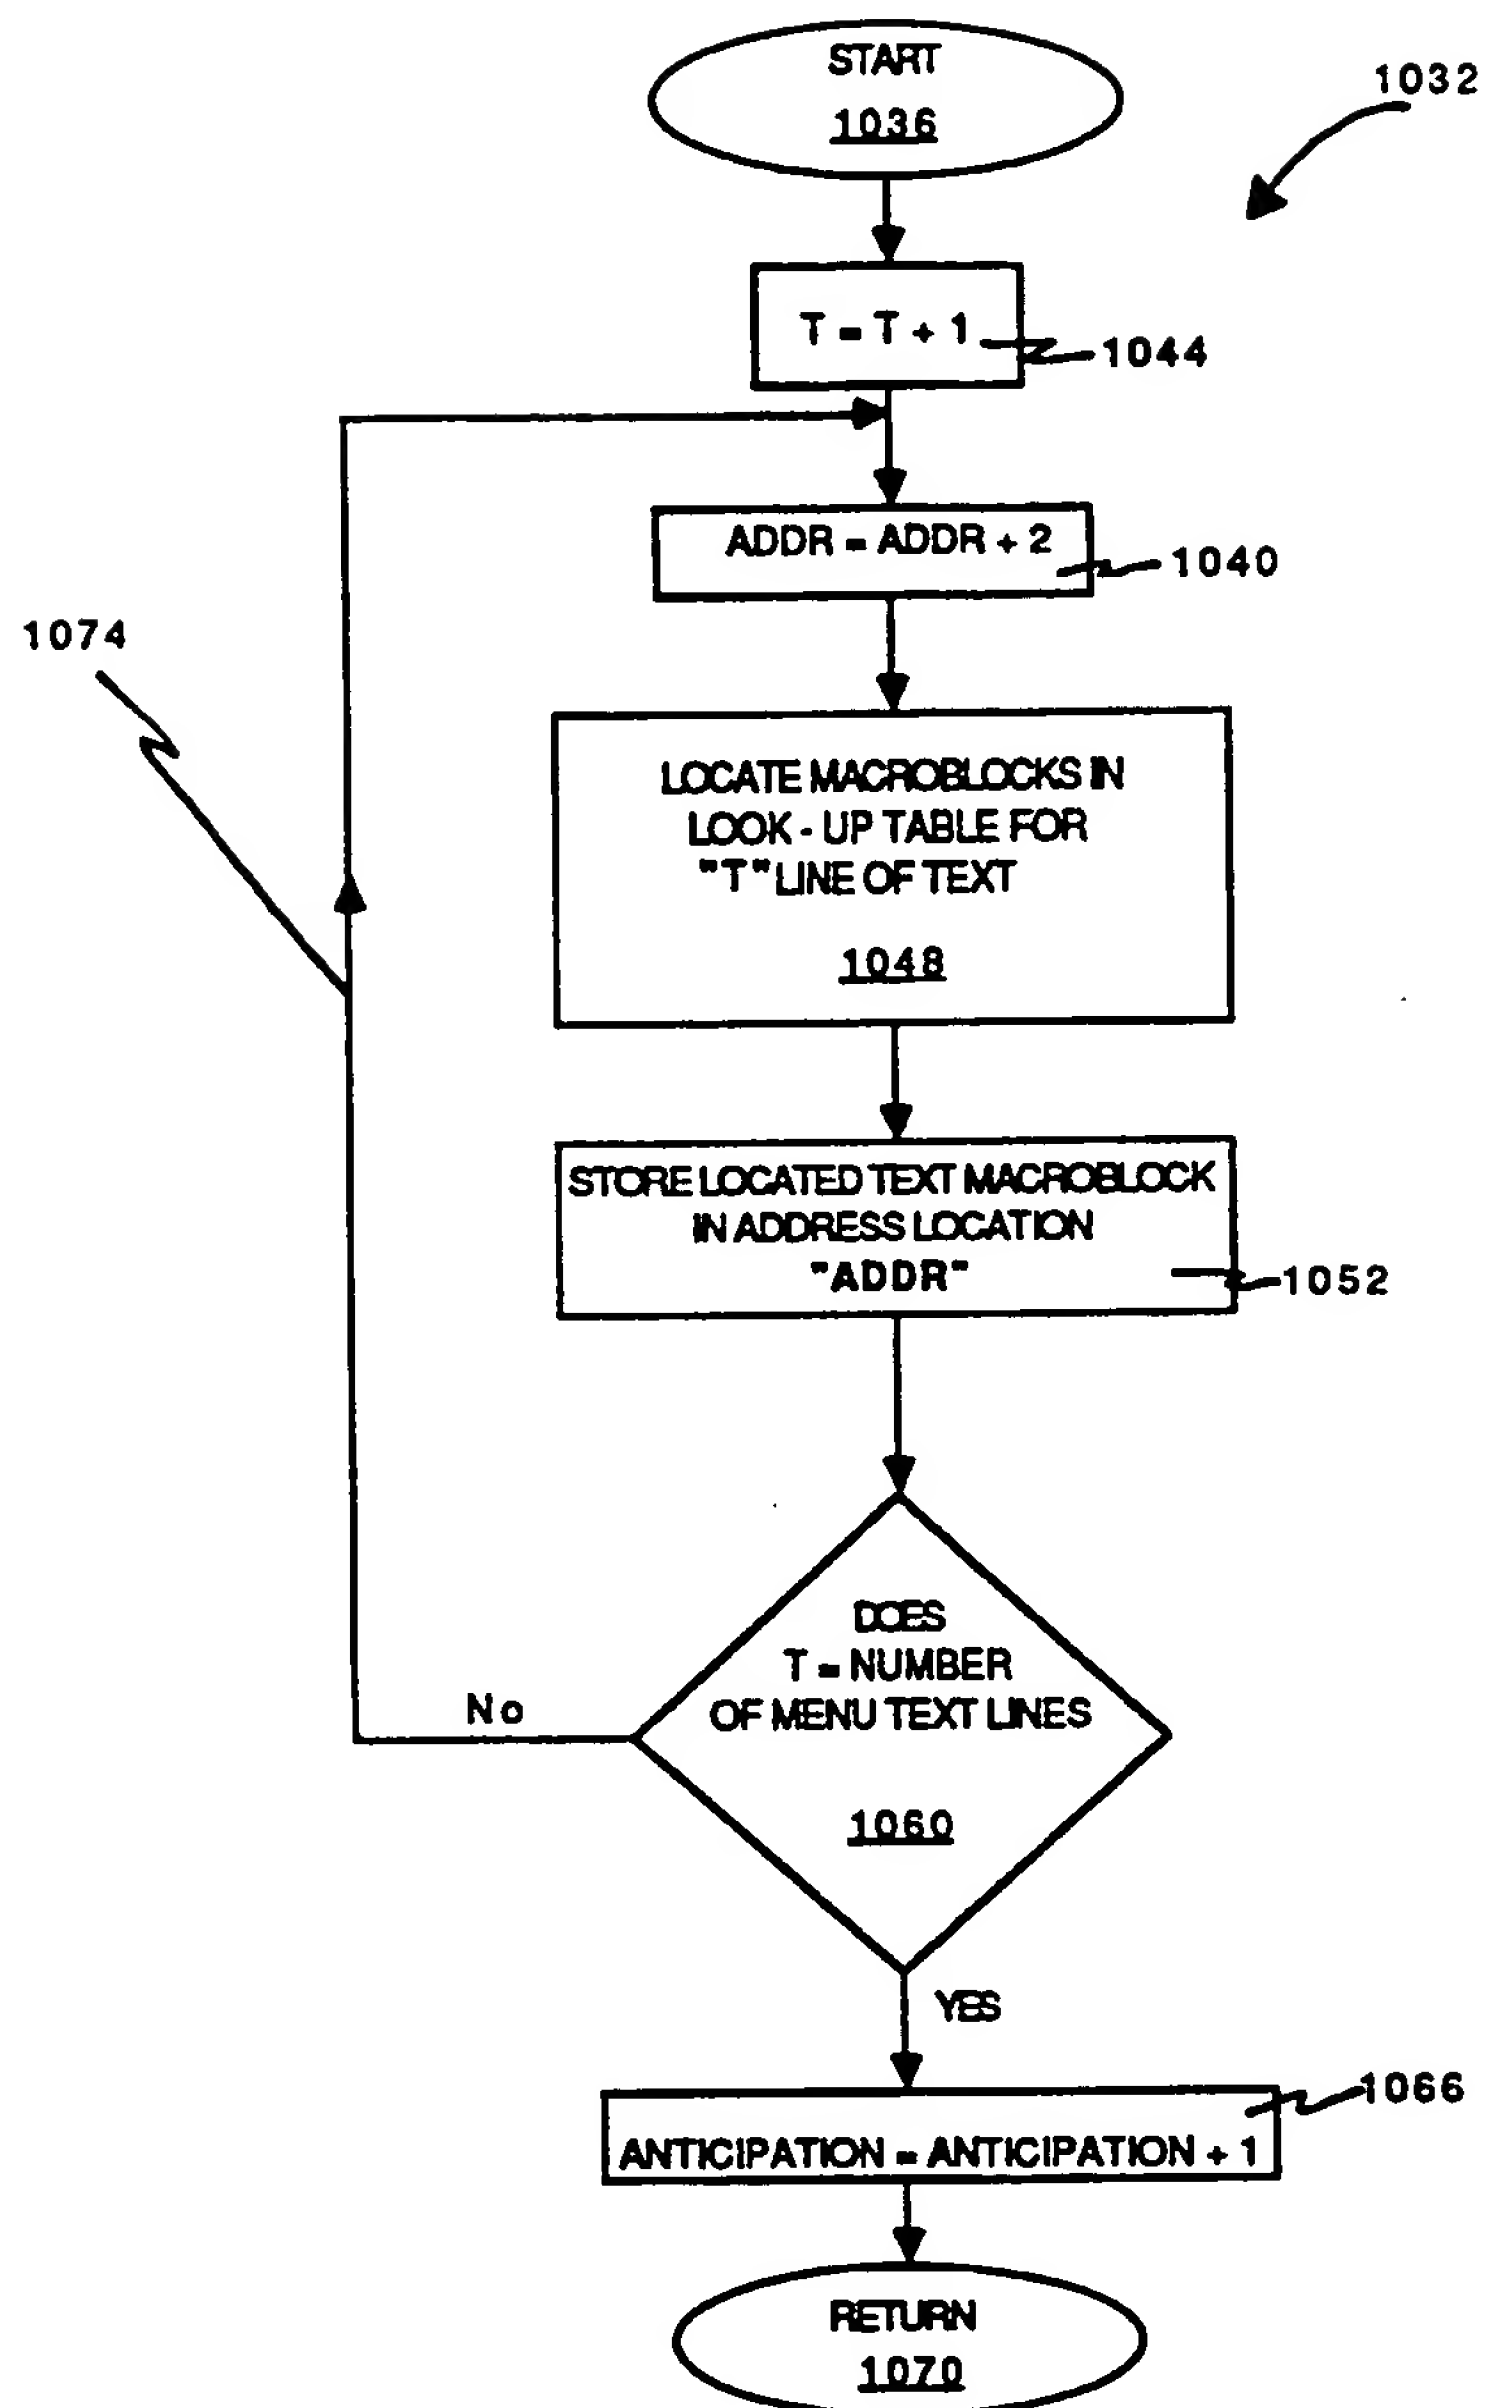 START
1036
1032
T = T + 1
1044
ADDR = ADDR + 2
1040
1074
LOCATE MACROBLOCKS IN
LOOK - UP TABLE FOR
"T" LINE OF TEXT
1048
STORE LOCATED TEXT MACROBLOCK
IN ADDRESS LOCATION
"ADDR"
1052
DOES
T = NUMBER
OF MENU TEXT LINES
1060
No
YES
1066
ANTICIPATION = ANTICIPATION + 1
RETURN
1070